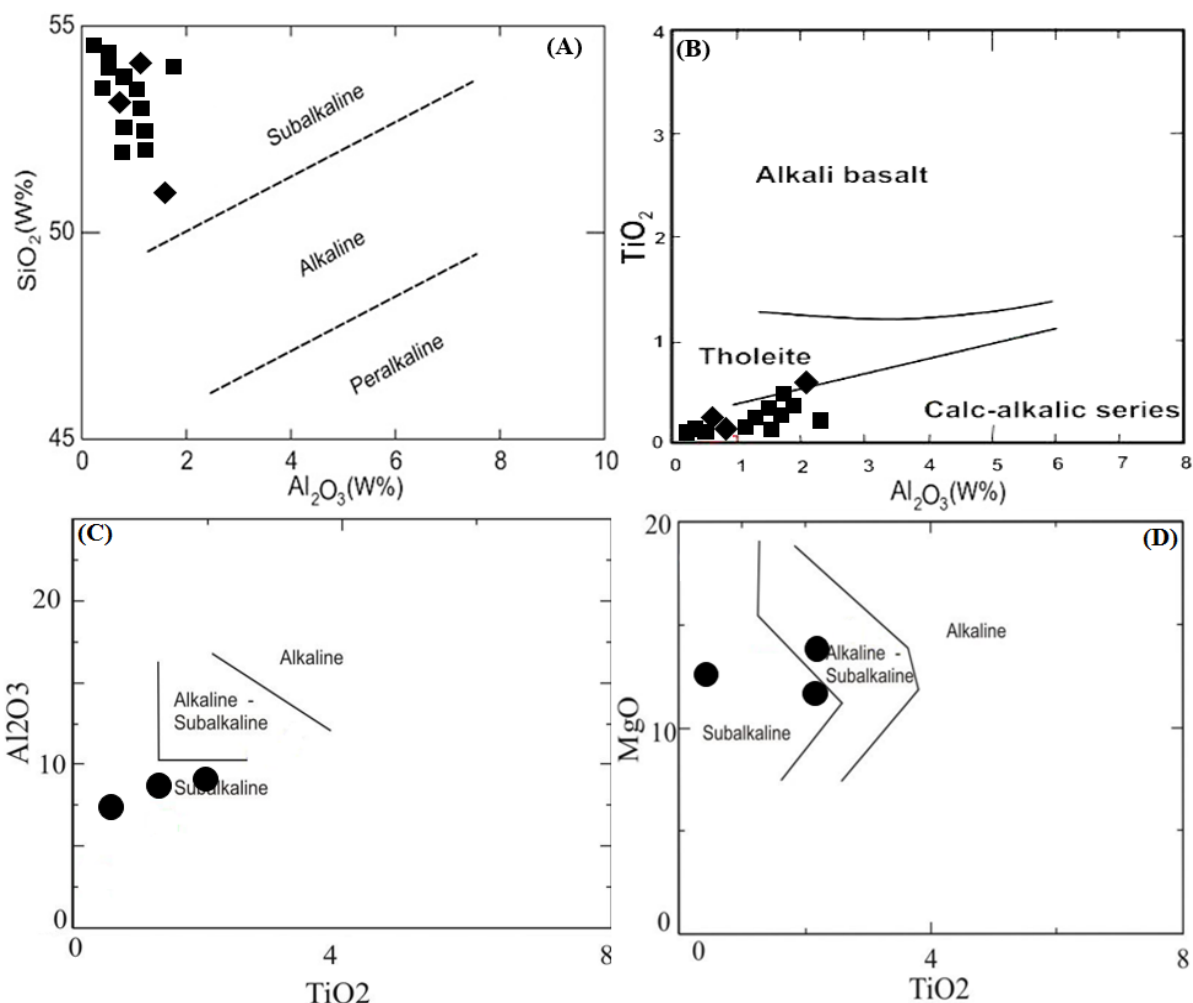 55
(A)
Subalkaline
SiO2(W%)
50
Alkaline
Peralkaline
45
0 2 4 6 8 10
Al2O3(W%)
4
(B)
3
Alkali basalt
TiO2
2
1
Tholeite
Calc-alkalic series
0
0 1 2 3 4 5 6 7 8
Al2O3(W%)
(C)
20
Alkaline
Al2O3
Alkaline -
Subalkaline
10
Subalkaline
0
0 4 8
TiO2
20
(D)
Alkaline
Alkaline -
Subalkaline
MgO
Subalkaline
10
0
0 4 8
TiO2